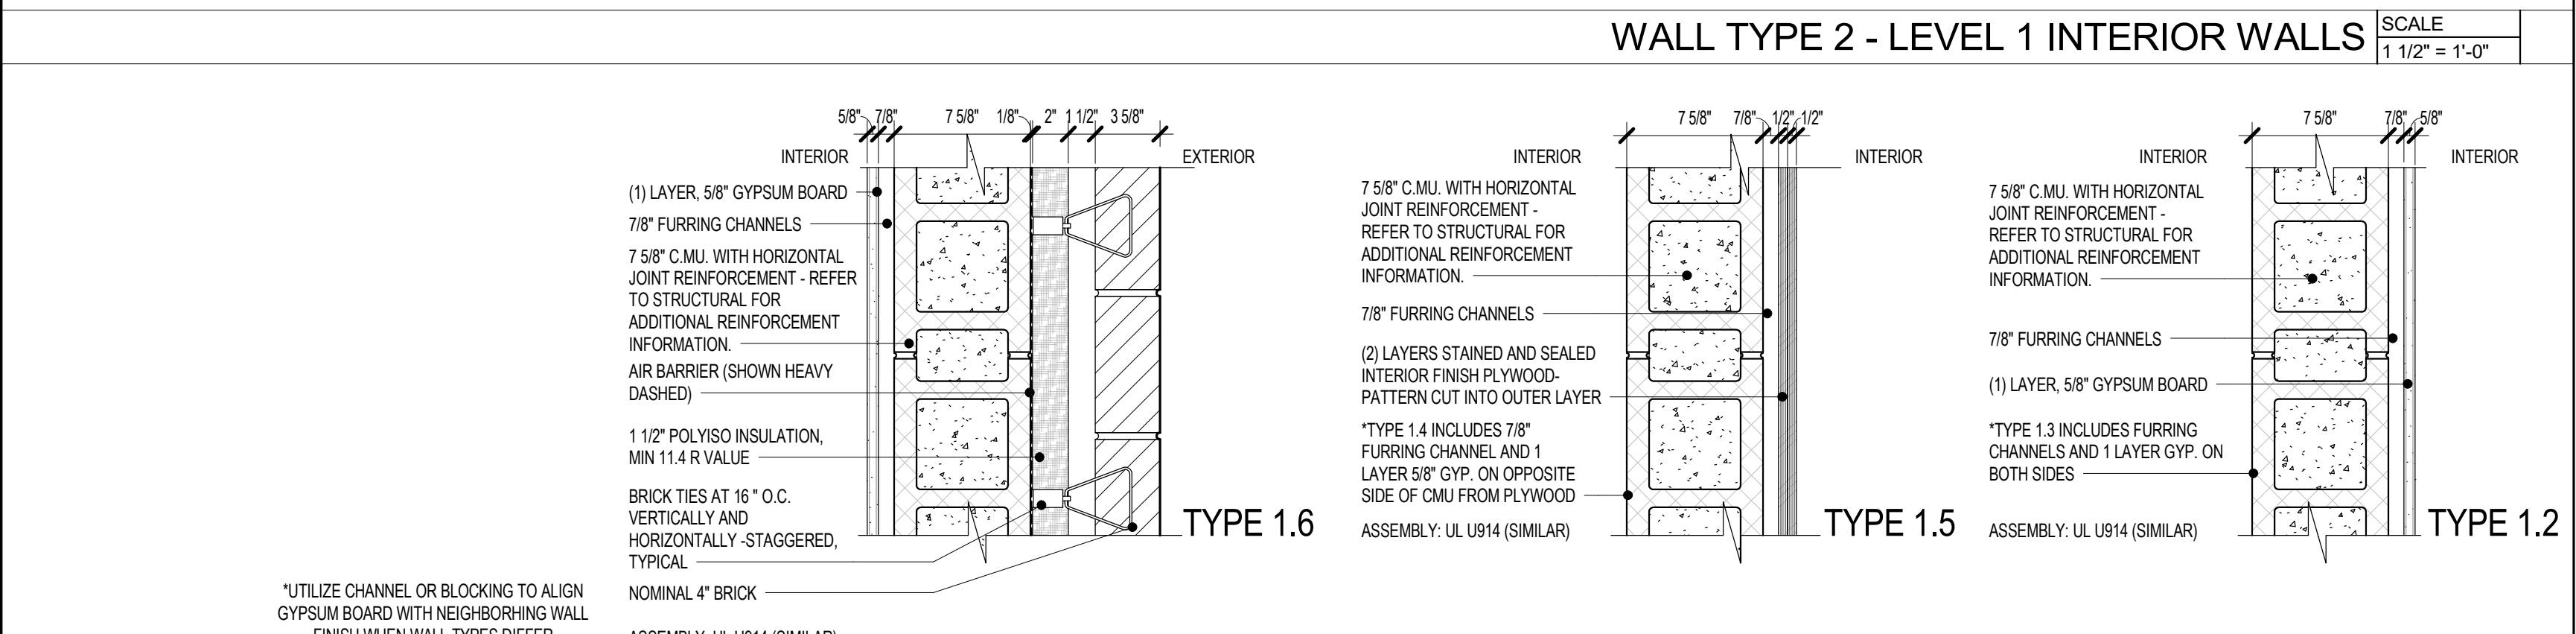 WALL TYPE 2 - LEVEL 1 INTERIOR WALLS
SCALE
1 1/2" = 1'-0"
5/8" 7/8" 7 5/8" 1/8" 2" 1 1/2" 3 5/8"
INTERIOR
EXTERIOR
(1) LAYER, 5/8" GYPSUM BOARD
7/8" FURRING CHANNELS
7 5/8" C.MU. WITH HORIZONTAL
JOINT REINFORCEMENT - REFER
TO STRUCTURAL FOR
ADDITIONAL REINFORCEMENT
INFORMATION.
AIR BARRIER (SHOWN HEAVY
DASHED)
1 1/2" POLYISO INSULATION,
MIN 11.4 R VALUE
BRICK TIES AT 16 " O.C.
VERTICALLY AND
HORIZONTALLY -STAGGERED,
TYPICAL
NOMINAL 4" BRICK
ASSEMBLY: UL U914 (SIMILAR)
TYPE 1.6
*UTILIZE CHANNEL OR BLOCKING TO ALIGN
GYPSUM BOARD WITH NEIGHBORHING WALL
FINISH WHEN WALL TYPES DIFFER
7 5/8" 7/8" 1/2" 1/2"
INTERIOR
INTERIOR
7 5/8" C.MU. WITH HORIZONTAL
JOINT REINFORCEMENT -
REFER TO STRUCTURAL FOR
ADDITIONAL REINFORCEMENT
INFORMATION.
7/8" FURRING CHANNELS
(2) LAYERS STAINED AND SEALED
INTERIOR FINISH PLYWOOD-
PATTERN CUT INTO OUTER LAYER
*TYPE 1.4 INCLUDES 7/8"
FURRING CHANNEL AND 1
LAYER 5/8" GYP. ON OPPOSITE
SIDE OF CMU FROM PLYWOOD
ASSEMBLY: UL U914 (SIMILAR)
TYPE 1.5
7 5/8" 7/8" 5/8"
INTERIOR
INTERIOR
7 5/8" C.MU. WITH HORIZONTAL
JOINT REINFORCEMENT -
REFER TO STRUCTURAL FOR
ADDITIONAL REINFORCEMENT
INFORMATION.
7/8" FURRING CHANNELS
(1) LAYER, 5/8" GYPSUM BOARD
*TYPE 1.3 INCLUDES FURRING
CHANNELS AND 1 LAYER GYP. ON
BOTH SIDES
ASSEMBLY: UL U914 (SIMILAR)
TYPE 1.2